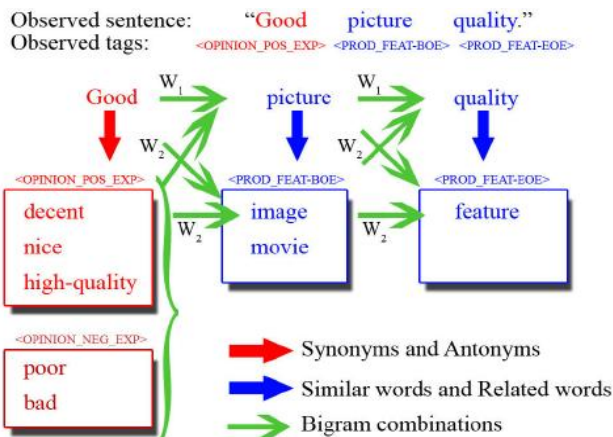 Observed sentence: “Good picture quality.”
Observed tags: <OPINION_POS_EXP> <PROD_FEAT-BOE> <PROD_FEAT-EOE>
Good W1 picture W1 quality
W2 W2
<OPINION_POS_EXP> <PROD_FEAT-BOE> <PROD_FEAT-EOE>
decent image feature
nice W2 movie W2
high-quality
<OPINION_NEG_EXP>
poor
bad
Synonyms and Antonyms
Similar words and Related words
Bigram combinations